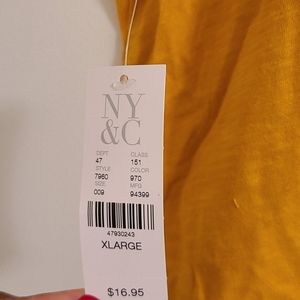 NY
&C
DEPT CLASS
47 151
STYLE COLOR
7960 970
SIZE MFG
009 94399
47930243
XLARGE
$16.95